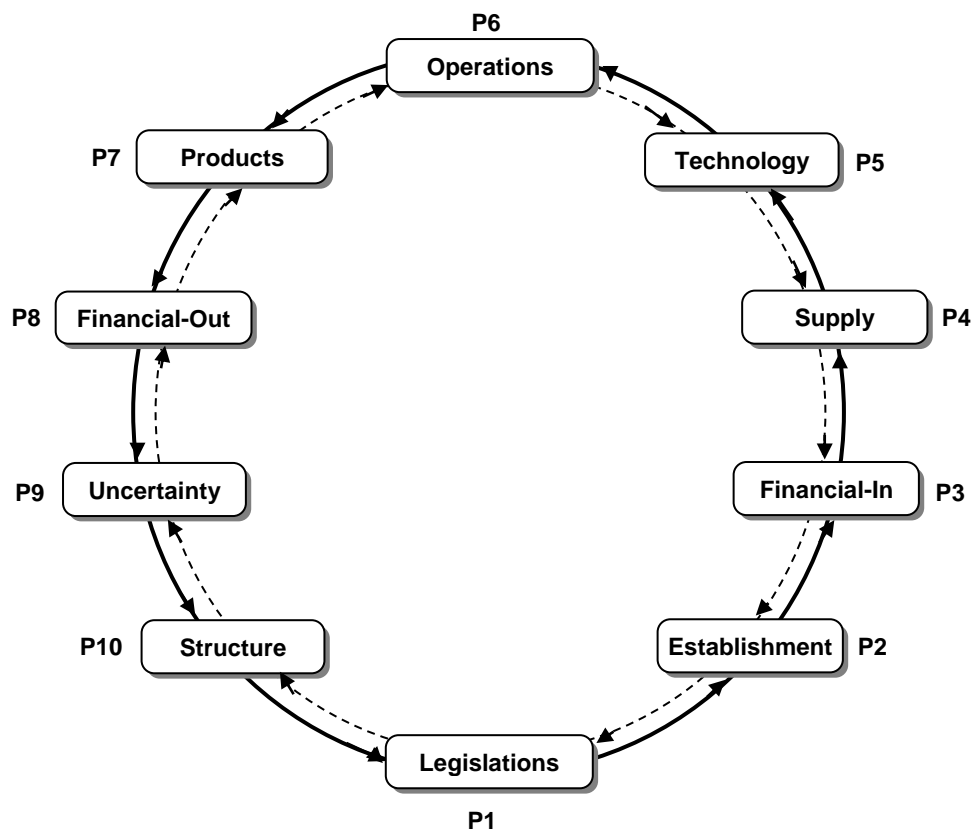 P6
Operations
P7
Products
Technology
P5
P8
Financial-Out
Supply
P4
P9
Uncertainty
Financial-In
P3
P10
Structure
Establishment
P2
Legislations
P1